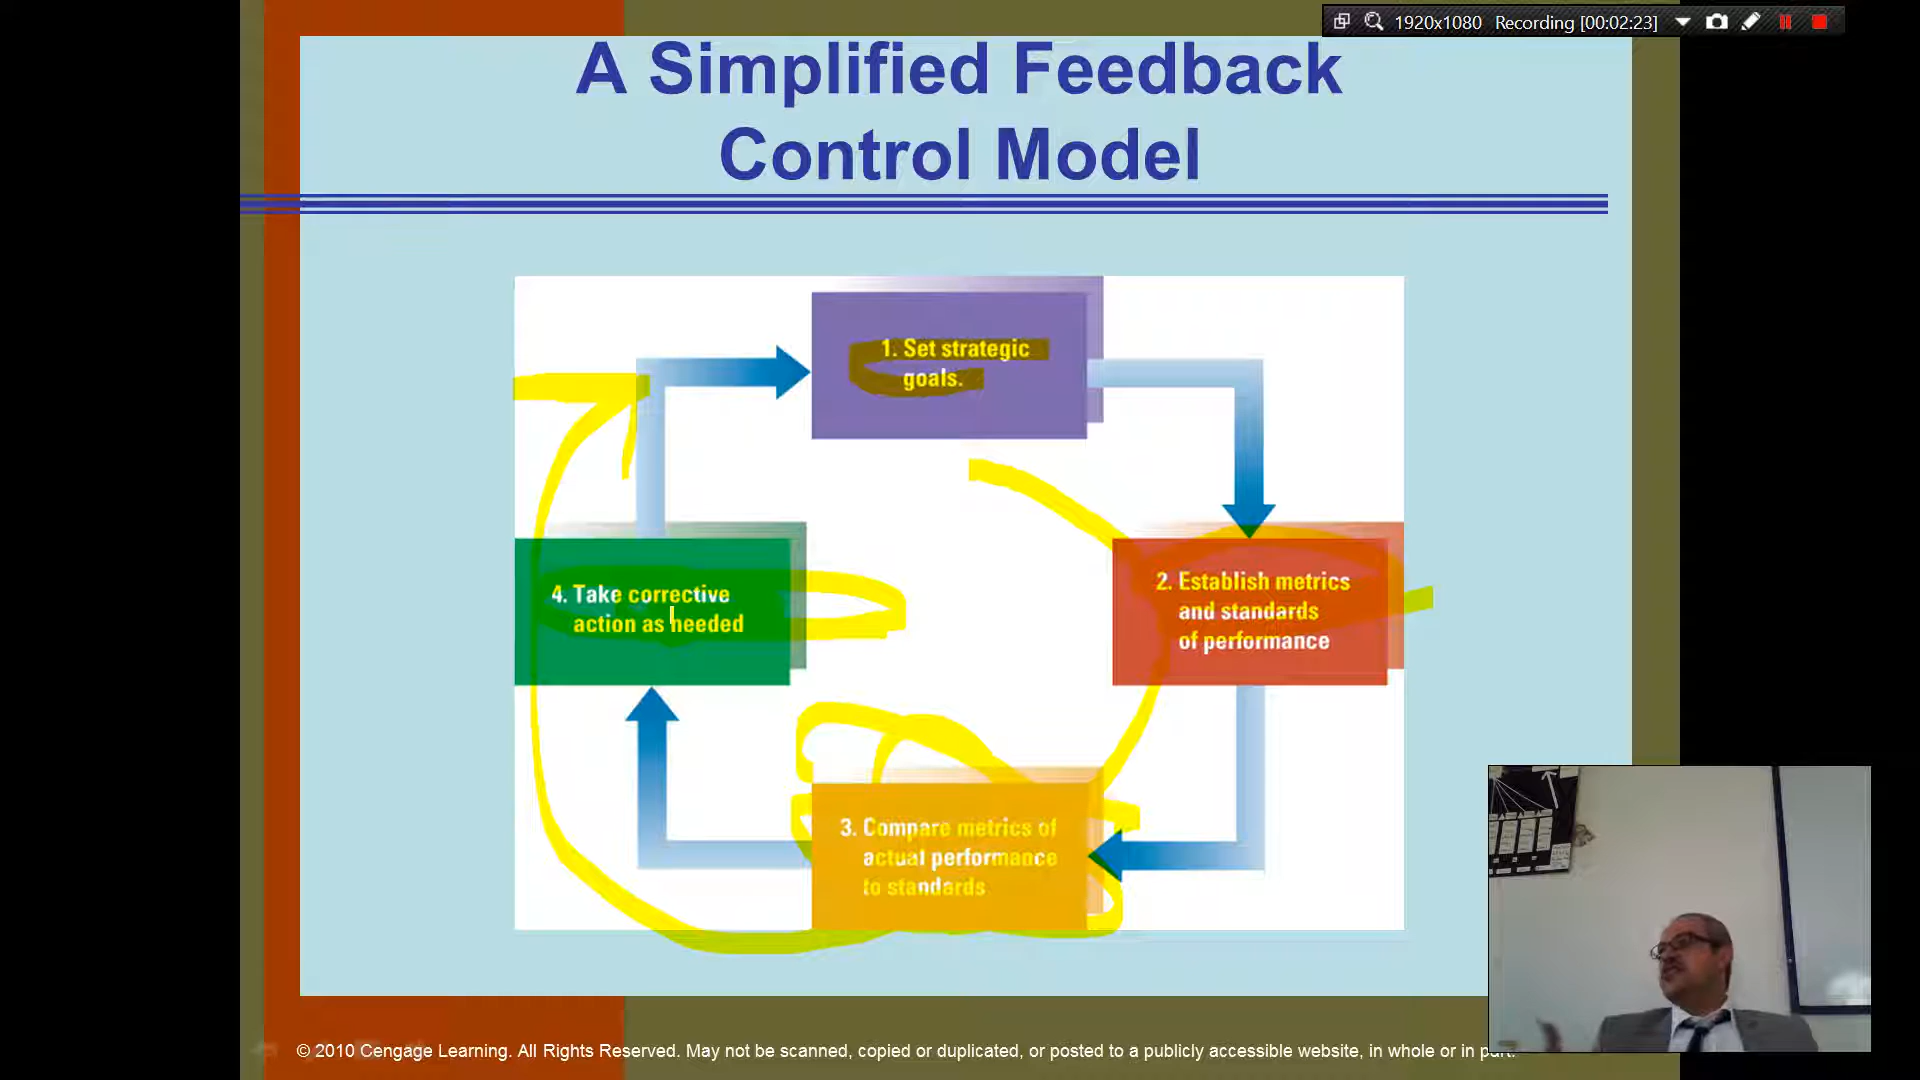 1920x1080 Recording [00:02:23]
A Simplified Feedback
Control Model
1. Set strategic
goals.
2. Establish metrics
and standards
of performance
3. Compare metrics of
actual performance
to standards
4. Take corrective
action as needed
© 2010 Cengage Learning. All Rights Reserved. May not be scanned, copied or duplicated, or posted to a publicly accessible website, in whole or in part.